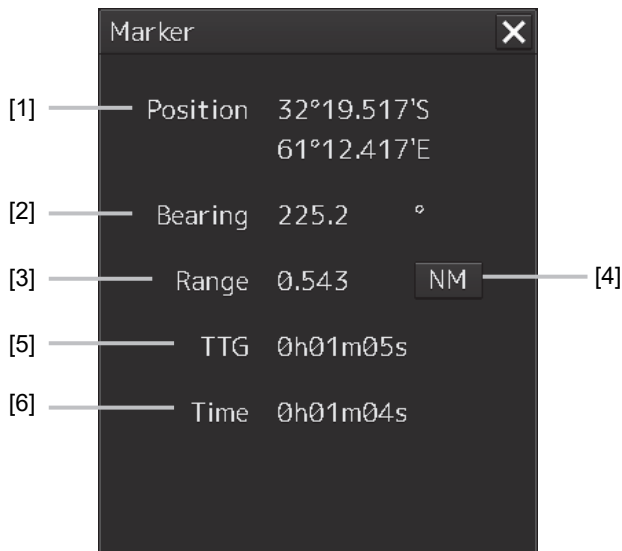 Marker
[1] Position 32°19.517'S
61°12.417'E
[2] Bearing 225.2 °
[3] Range 0.543 NM [4]
[5] TTG 0h01m05s
[6] Time 0h01m04s